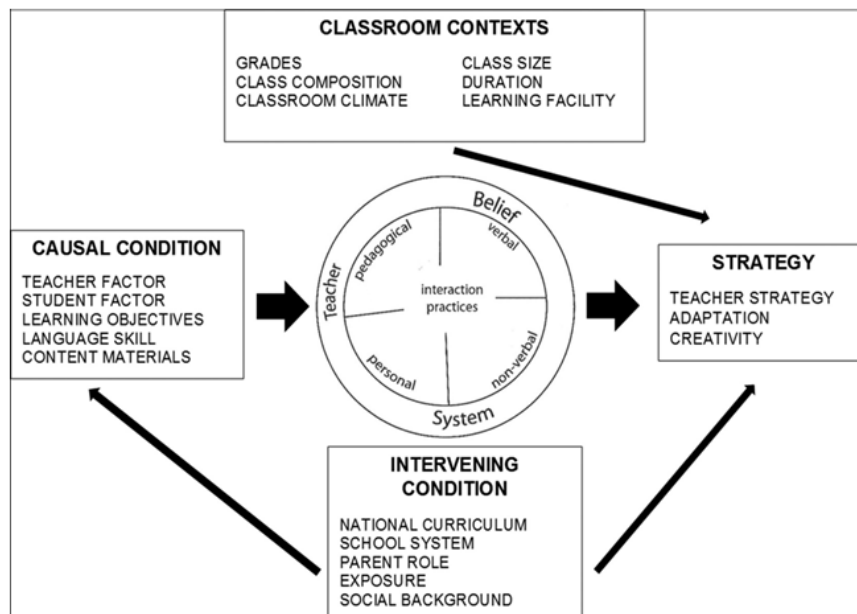 CLASSROOM CONTEXTS
GRADES
CLASS COMPOSITION
CLASSROOM CLIMATE
CLASS SIZE
DURATION
LEARNING FACILITY
CAUSAL CONDITION
TEACHER FACTOR
STUDENT FACTOR
LEARNING OBJECTIVES
LANGUAGE SKILL
CONTENT MATERIALS
Teacher
Belief
System
pedagogical
verbal
interaction
practices
personal
non-verbal
STRATEGY
TEACHER STRATEGY
ADAPTATION
CREATIVITY
INTERVENING
CONDITION
NATIONAL CURRICULUM
SCHOOL SYSTEM
PARENT ROLE
EXPOSURE
SOCIAL BACKGROUND